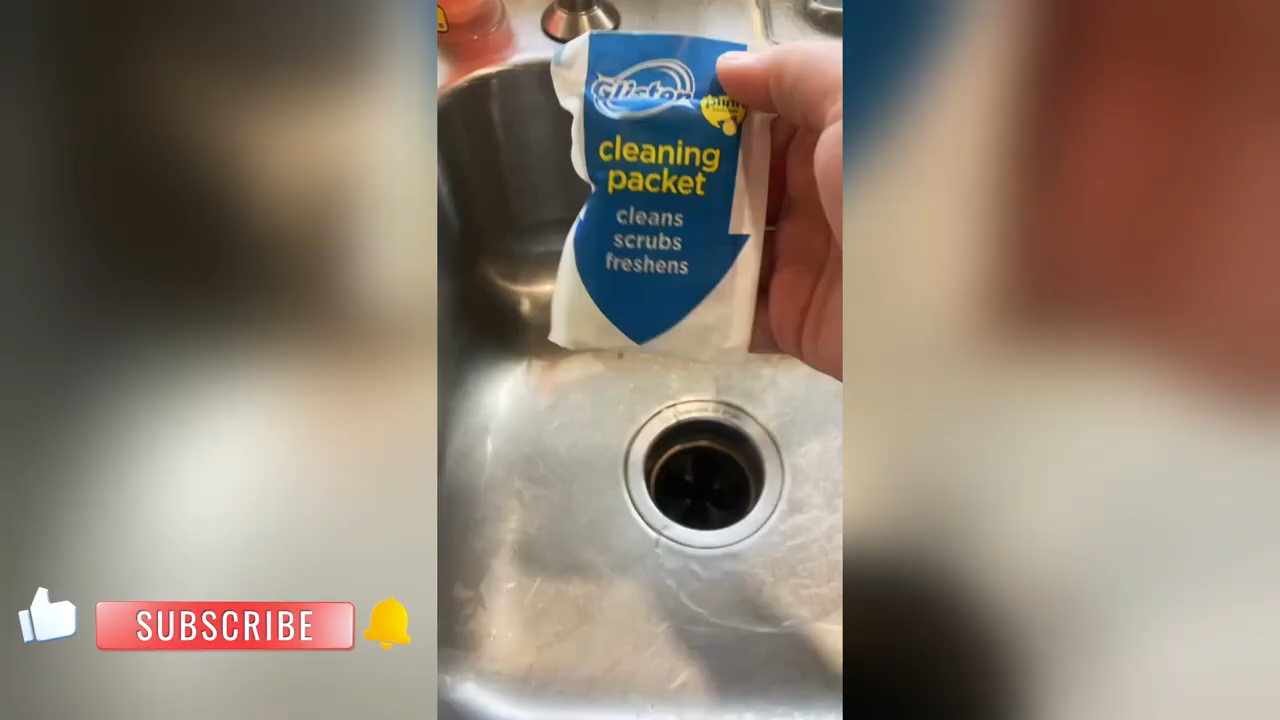 Glisten
cleaning
packet
cleans
scrubs
freshens
SUBSCRIBE